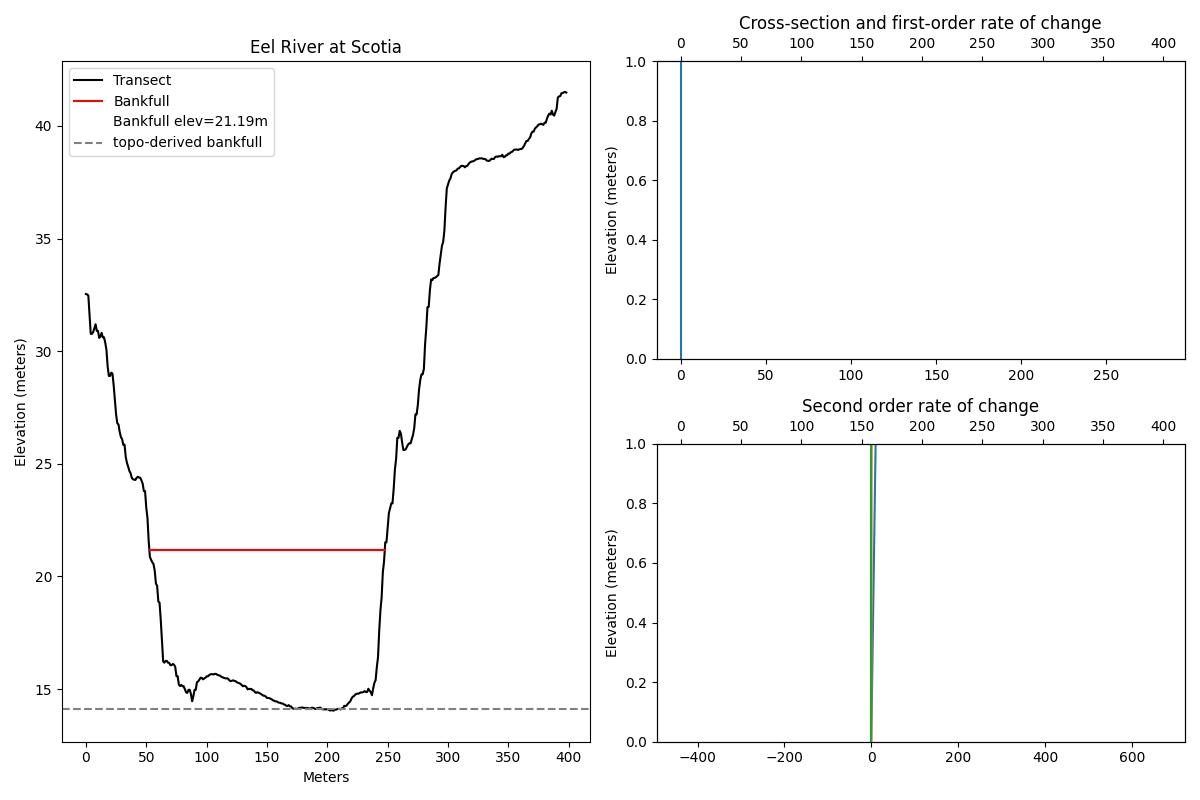 Eel River at Scotia
Transect
Bankfull
Bankfull elev=21.19m
topo-derived bankfull
Elevation (meters)
40
35
30
25
20
15
0 50 100 150 200 250 300 350 400
Meters
Cross-section and first-order rate of change
0 50 100 150 200 250 300 350 400
Elevation (meters)
1.0
0.8
0.6
0.4
0.2
0.0
0 50 100 150 200 250
Second order rate of change
0 50 100 150 200 250 300 350 400
Elevation (meters)
1.0
0.8
0.6
0.4
0.2
0.0
−400 −200 0 200 400 600